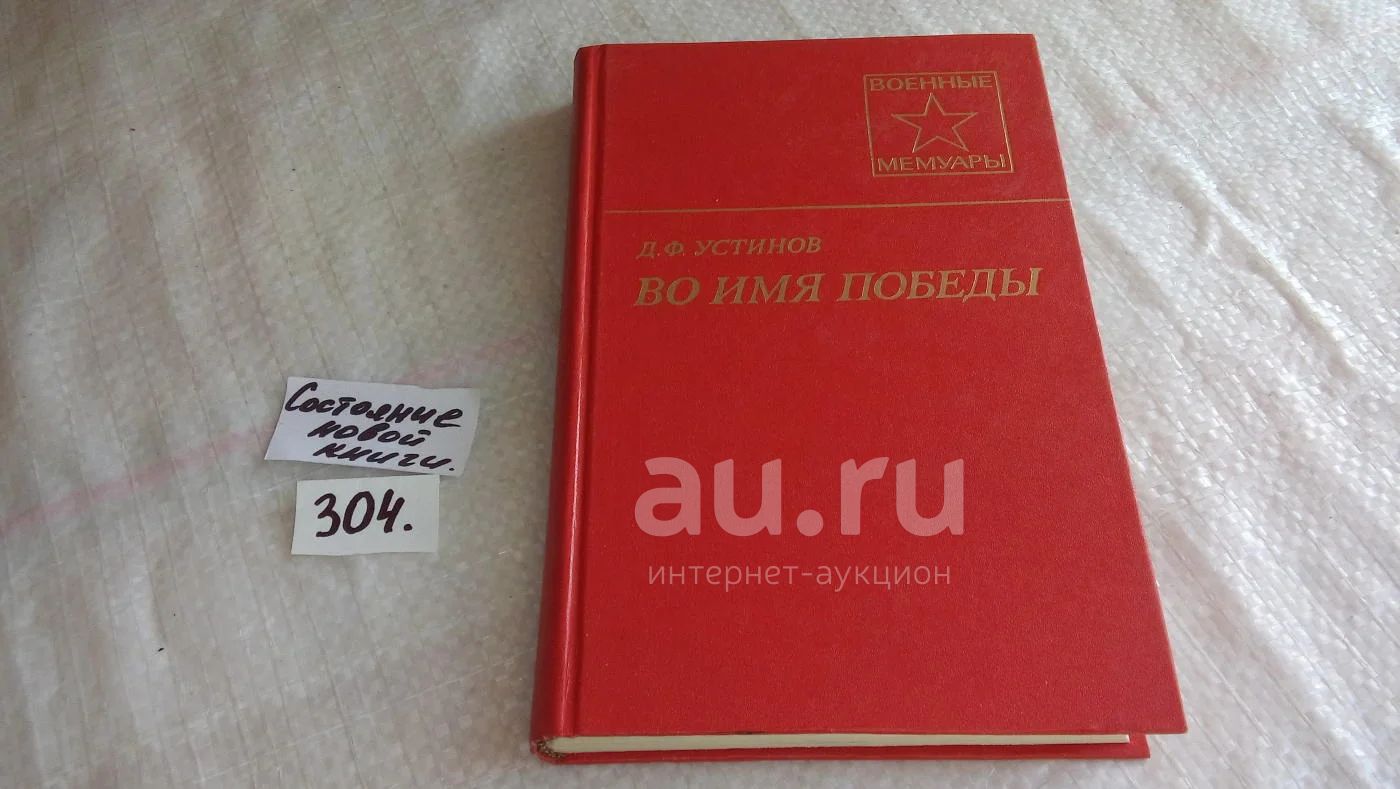 ВОЕННЫЕ
МЕМУАРЫ
Д.Ф. УСТИНОВ
ВО ИМЯ ПОБЕДЫ
Состояние
новой
книги.
304.
au.ru
интернет-аукцион